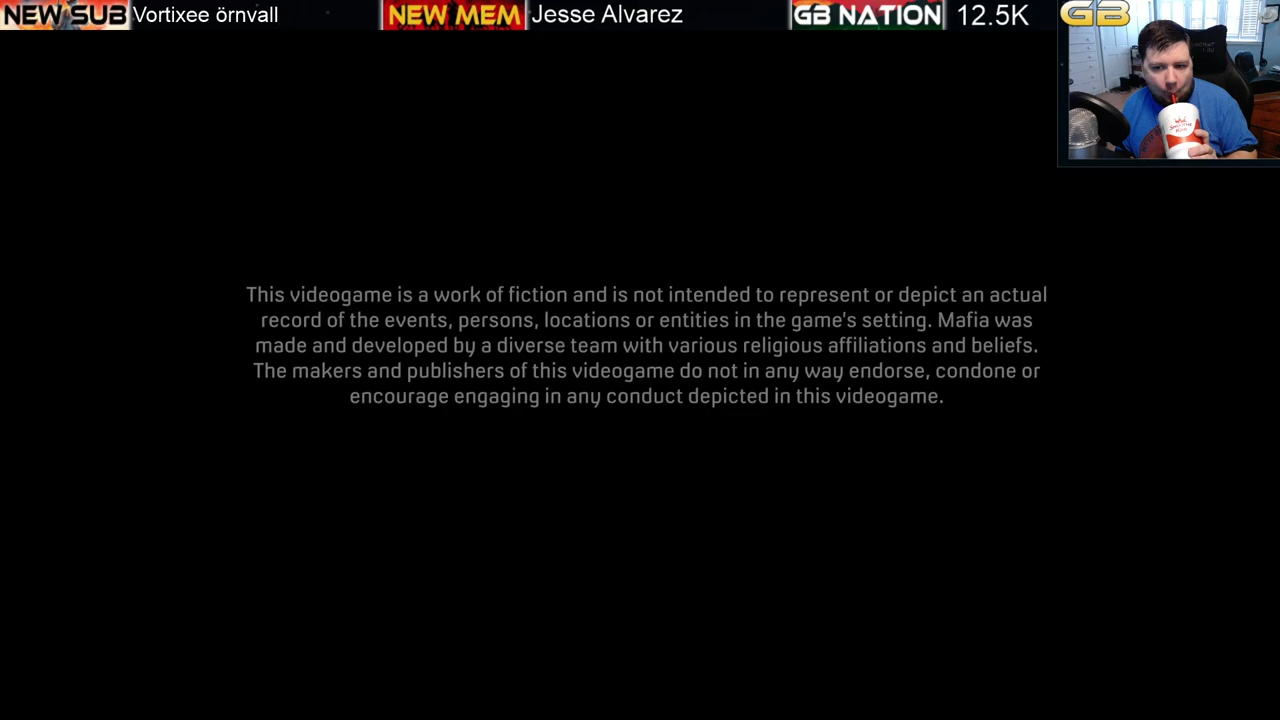 NEW SUB Vortixee örnvall NEW MEM Jesse Alvarez GB NATION 12.5K GB
This videogame is a work of fiction and is not intended to represent or depict an actual
record of the events, persons, locations or entities in the game's setting. Mafia was
made and developed by a diverse team with various religious affiliations and beliefs.
The makers and publishers of this videogame do not in any way endorse, condone or
encourage engaging in any conduct depicted in this videogame.